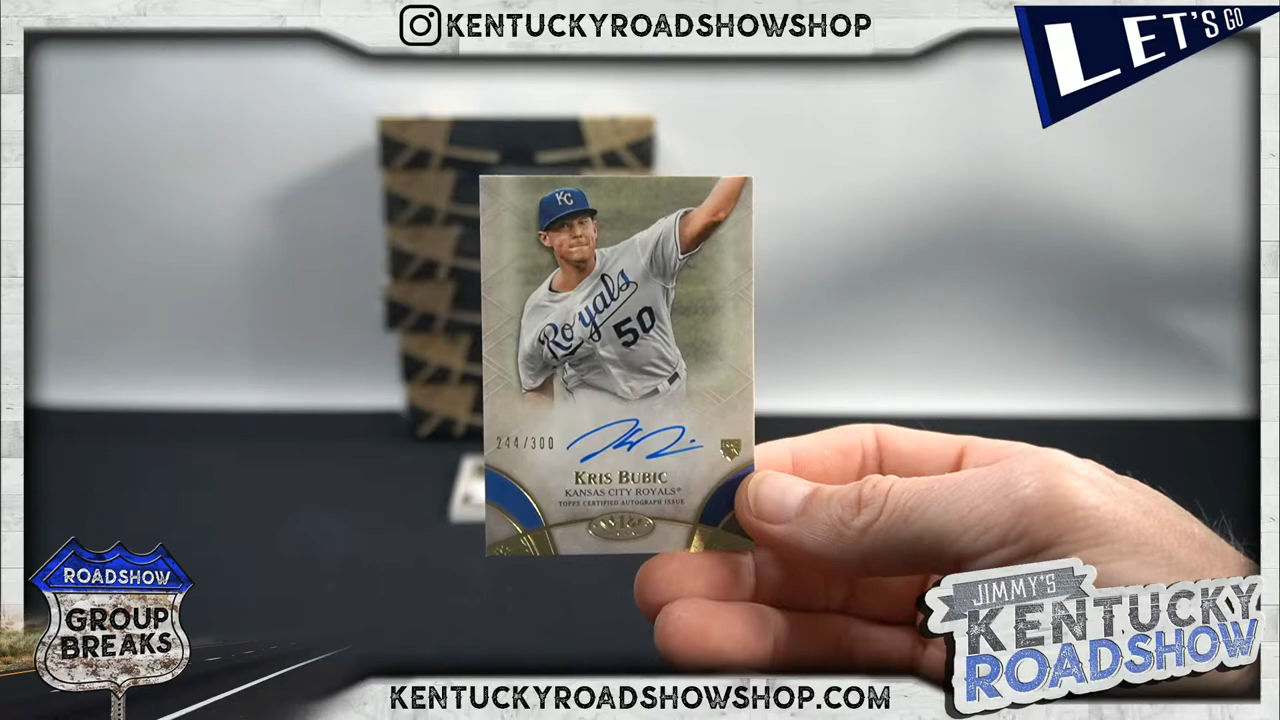 KENTUCKYROADSHOWSHOP
LET'S GO
KC
Royals
50
244/300
KRIS BUBIC
KANSAS CITY ROYALS®
TOPPS CERTIFIED AUTOGRAPH ISSUE
ROADSHOW
GROUP
BREAKS
JIMMY'S
KENTUCKY
ROADSHOW
KENTUCKYROADSHOWSHOP.COM